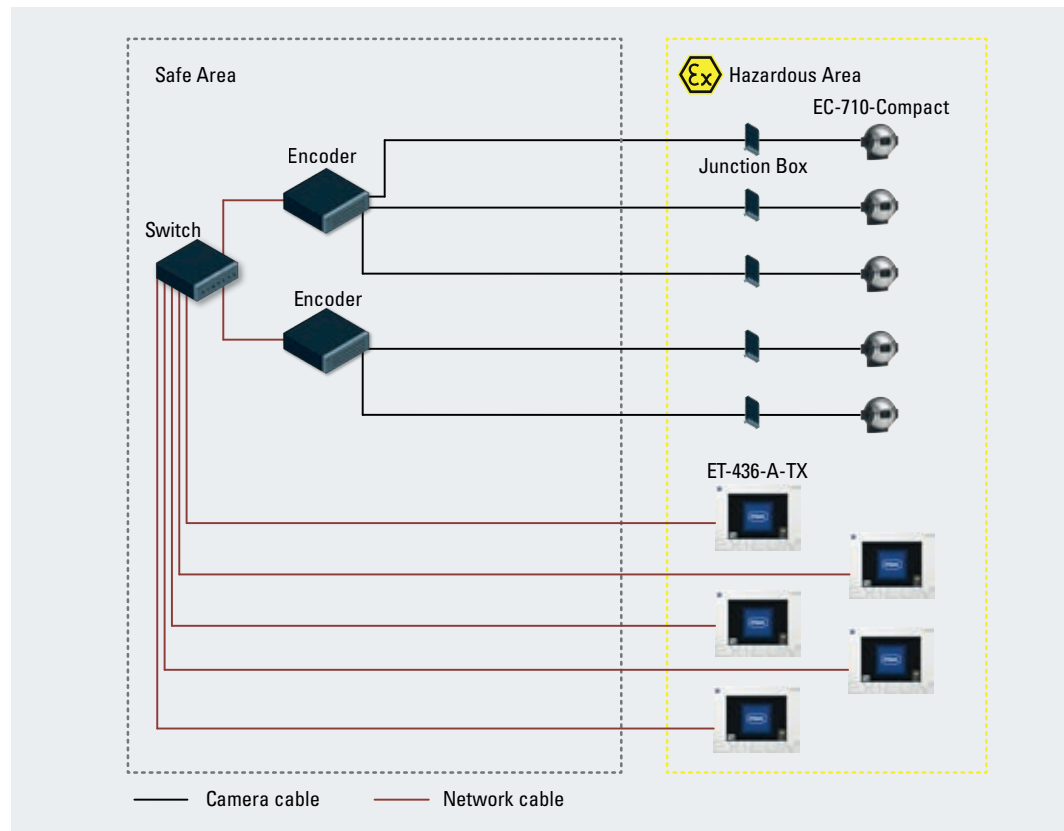 Safe Area
Ex Hazardous Area
EC-710-Compact
Encoder
Junction Box
Switch
Encoder
ET-436-A-TX
Camera cable
Network cable